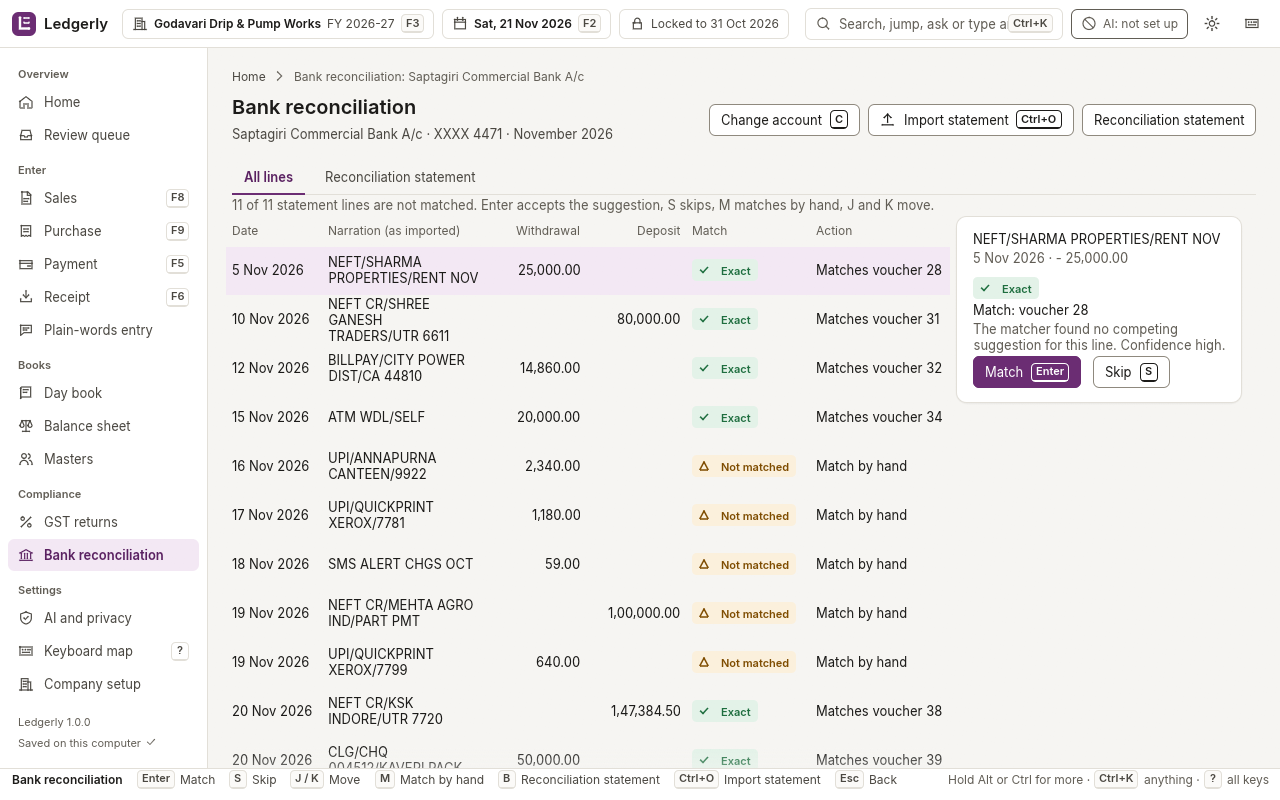 Ledgerly
Godavari Drip & Pump Works FY 2026-27 F3
Sat, 21 Nov 2026 F2
Locked to 31 Oct 2026
Search, jump, ask or type a Ctrl+K
AI: not set up
Overview
Home
Review queue
Enter
Sales F8
Purchase F9
Payment F5
Receipt F6
Plain-words entry
Books
Day book
Balance sheet
Masters
Compliance
GST returns
Bank reconciliation
Settings
AI and privacy
Keyboard map ?
Company setup
Ledgerly 1.0.0
Saved on this computer
Home > Bank reconciliation: Saptagiri Commercial Bank A/c
Bank reconciliation
Saptagiri Commercial Bank A/c · XXXX 4471 · November 2026
Change account C
Import statement Ctrl+O
Reconciliation statement
All lines
Reconciliation statement
11 of 11 statement lines are not matched. Enter accepts the suggestion, S skips, M matches by hand, J and K move.
Date Narration (as imported) Withdrawal Deposit Match Action
5 Nov 2026 NEFT/SHARMA PROPERTIES/RENT NOV 25,000.00 Exact Matches voucher 28
10 Nov 2026 NEFT CR/SHREE GANESH TRADERS/UTR 6611 80,000.00 Exact Matches voucher 31
12 Nov 2026 BILLPAY/CITY POWER DIST/CA 44810 14,860.00 Exact Matches voucher 32
15 Nov 2026 ATM WDL/SELF 20,000.00 Exact Matches voucher 34
16 Nov 2026 UPI/ANNAPURNA CANTEEN/9922 2,340.00 Not matched Match by hand
17 Nov 2026 UPI/QUICKPRINT XEROX/7781 1,180.00 Not matched Match by hand
18 Nov 2026 SMS ALERT CHGS OCT 59.00 Not matched Match by hand
19 Nov 2026 NEFT CR/MEHTA AGRO IND/PART PMT 1,00,000.00 Not matched Match by hand
19 Nov 2026 UPI/QUICKPRINT XEROX/7799 640.00 Not matched Match by hand
20 Nov 2026 NEFT CR/KSK INDORE/UTR 7720 1,47,384.50 Exact Matches voucher 38
20 Nov 2026 CLG/CHQ 004512/KAVERI PACK 50,000.00 Exact Matches voucher 39
NEFT/SHARMA PROPERTIES/RENT NOV
5 Nov 2026 · - 25,000.00
Exact
Match: voucher 28
The matcher found no competing
suggestion for this line. Confidence high.
Match Enter
Skip S
Bank reconciliation Enter Match S Skip J / K Move M Match by hand B Reconciliation statement Ctrl+O Import statement Esc Back Hold Alt or Ctrl for more · Ctrl+K anything · ? all keys